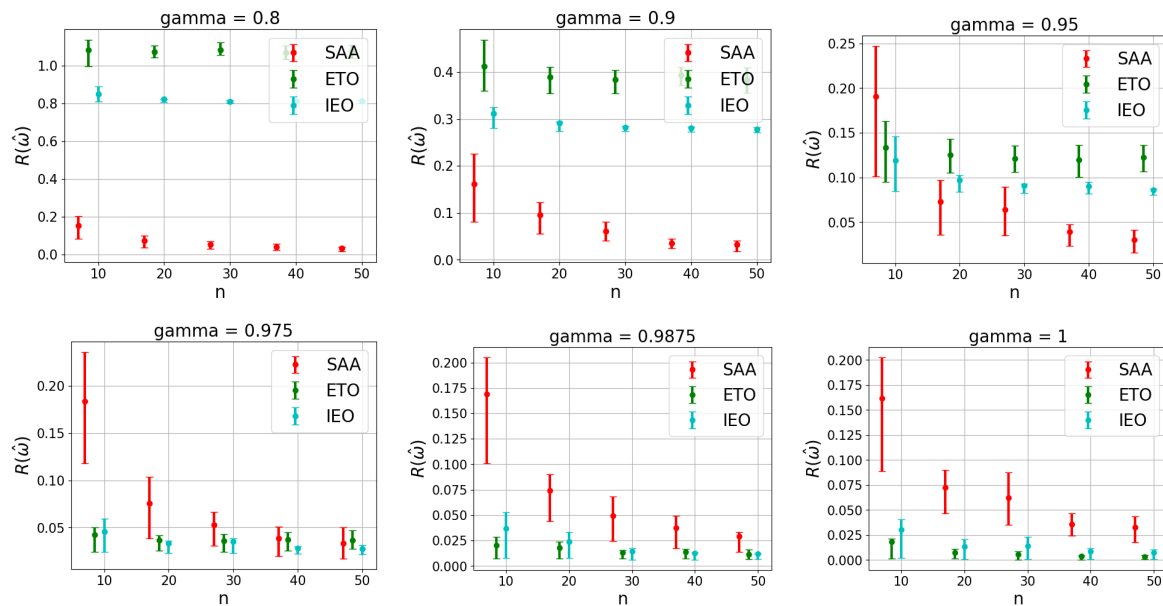 gamma = 0.8
R(ω̂)
1.0
0.8
0.6
0.4
0.2
0.0
SAA
ETO
IEO
10 20 30 40 50
n
gamma = 0.9
R(ω̂)
0.4
0.3
0.2
0.1
0.0
SAA
ETO
IEO
10 20 30 40 50
n
gamma = 0.95
R(ω̂)
0.25
0.20
0.15
0.10
0.05
SAA
ETO
IEO
10 20 30 40 50
n
gamma = 0.975
R(ω̂)
0.20
0.15
0.10
0.05
SAA
ETO
IEO
10 20 30 40 50
n
gamma = 0.9875
R(ω̂)
0.200
0.175
0.150
0.125
0.100
0.075
0.050
0.025
0.000
SAA
ETO
IEO
10 20 30 40 50
n
gamma = 1
R(ω̂)
0.200
0.175
0.150
0.125
0.100
0.075
0.050
0.025
0.000
SAA
ETO
IEO
10 20 30 40 50
n